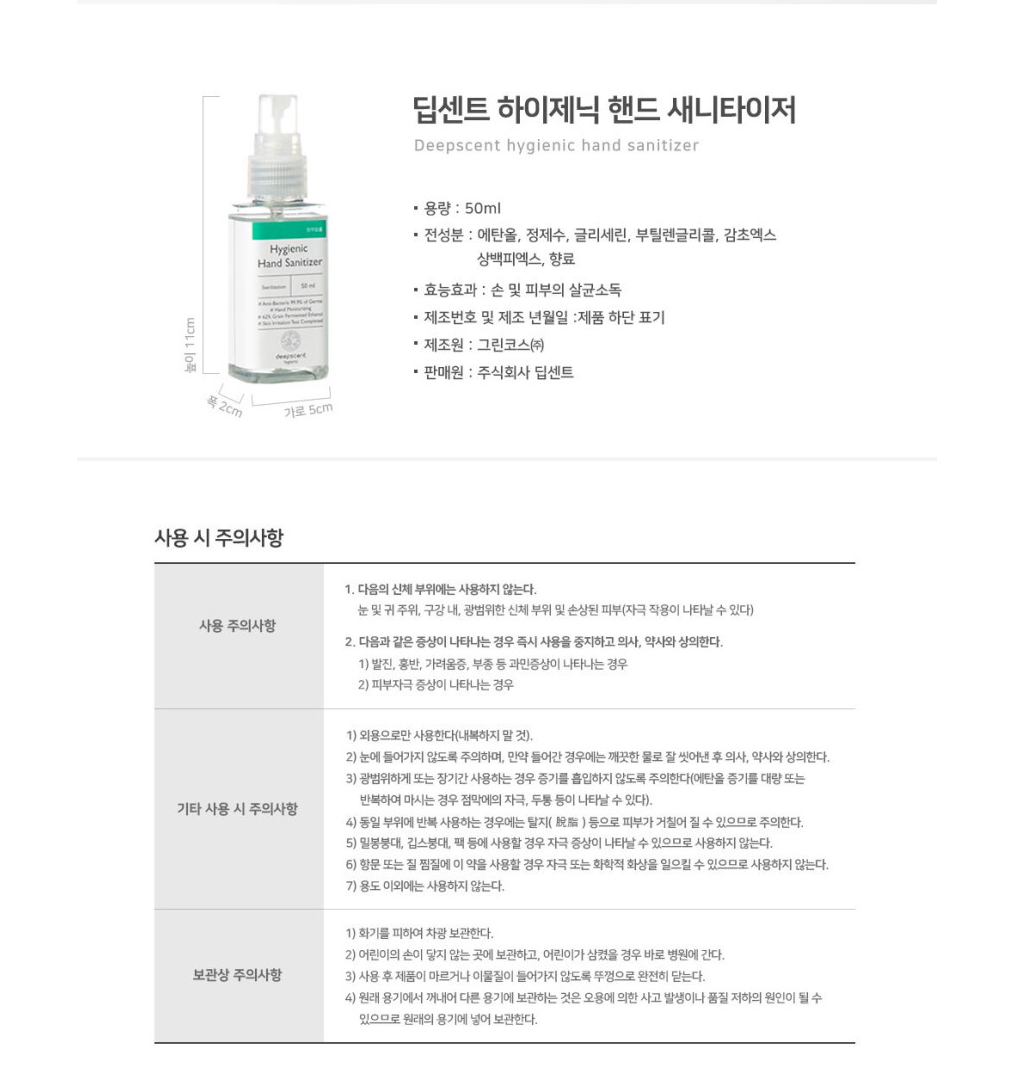 딥센트 하이제닉 핸드 새니타이저
Deepscent hygienic hand sanitizer
▪ 용량 : 50ml
▪ 전성분 : 에탄올, 정제수, 글리세린, 부틸렌글리콜, 감초엑스
상백피엑스, 향료
▪ 효능효과 : 손 및 피부의 살균소독
▪ 제조번호 및 제조 년월일 :제품 하단 표기
▪ 제조원 : 그린코스㈜
▪ 판매원 : 주식회사 딥센트
Hygienic
Hand Sanitizer
Sterilization 50 ml
# Anti Bacteria 99.9% of Germs
# Hand Moisturizing
# 62% Grain Fermented Ethanol
# Skin Irritation Test Completed
deepscent
hygienic
높이 11cm
폭 2cm
가로 5cm
사용 시 주의사항
사용 주의사항
1. 다음의 신체 부위에는 사용하지 않는다.
눈 및 귀 주위, 구강 내, 광범위한 신체 부위 및 손상된 피부(자극 작용이 나타날 수 있다)
2. 다음과 같은 증상이 나타나는 경우 즉시 사용을 중지하고 의사, 약사와 상의한다.
1) 발진, 홍반, 가려움증, 부종 등 과민증상이 나타나는 경우
2) 피부자극 증상이 나타나는 경우
기타 사용 시 주의사항
1) 외용으로만 사용한다(내복하지 말 것).
2) 눈에 들어가지 않도록 주의하며, 만약 들어간 경우에는 깨끗한 물로 잘 씻어낸 후 의사, 약사와 상의한다.
3) 광범위하게 또는 장기간 사용하는 경우 증기를 흡입하지 않도록 주의한다(에탄올 증기를 대량 또는
반복하여 마시는 경우 점막에의 자극, 두통 등이 나타날 수 있다).
4) 동일 부위에 반복 사용하는 경우에는 탈지( 脫脂 ) 등으로 피부가 거칠어 질 수 있으므로 주의한다.
5) 밀봉붕대, 깁스붕대, 팩 등에 사용할 경우 자극 증상이 나타날 수 있으므로 사용하지 않는다.
6) 항문 또는 질 찜질에 이 약을 사용할 경우 자극 또는 화학적 화상을 일으킬 수 있으므로 사용하지 않는다.
7) 용도 이외에는 사용하지 않는다.
보관상 주의사항
1) 화기를 피하여 차광 보관한다.
2) 어린이의 손이 닿지 않는 곳에 보관하고, 어린이가 삼켰을 경우 바로 병원에 간다.
3) 사용 후 제품이 마르거나 이물질이 들어가지 않도록 뚜껑으로 완전히 닫는다.
4) 원래 용기에서 꺼내어 다른 용기에 보관하는 것은 오용에 의한 사고 발생이나 품질 저하의 원인이 될 수
있으므로 원래의 용기에 넣어 보관한다.